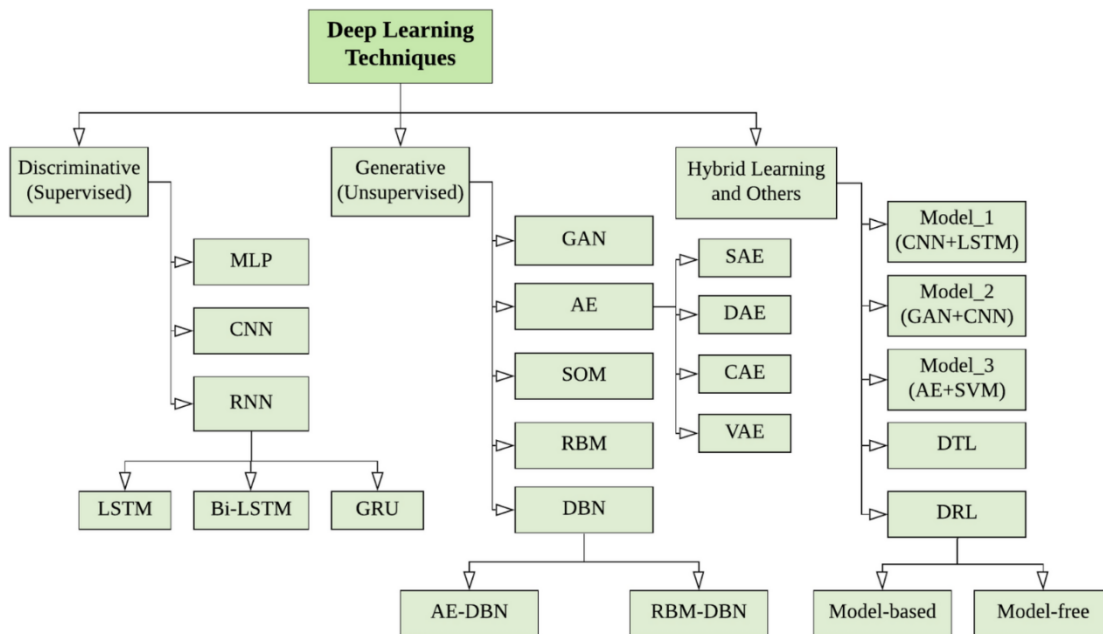 Deep Learning
Techniques
Discriminative
(Supervised)
MLP
CNN
RNN
LSTM
Bi-LSTM
GRU
Generative
(Unsupervised)
GAN
AE
SAE
DAE
CAE
VAE
SOM
RBM
DBN
AE-DBN
RBM-DBN
Hybrid Learning
and Others
Model_1
(CNN+LSTM)
Model_2
(GAN+CNN)
Model_3
(AE+SVM)
DTL
DRL
Model-based
Model-free